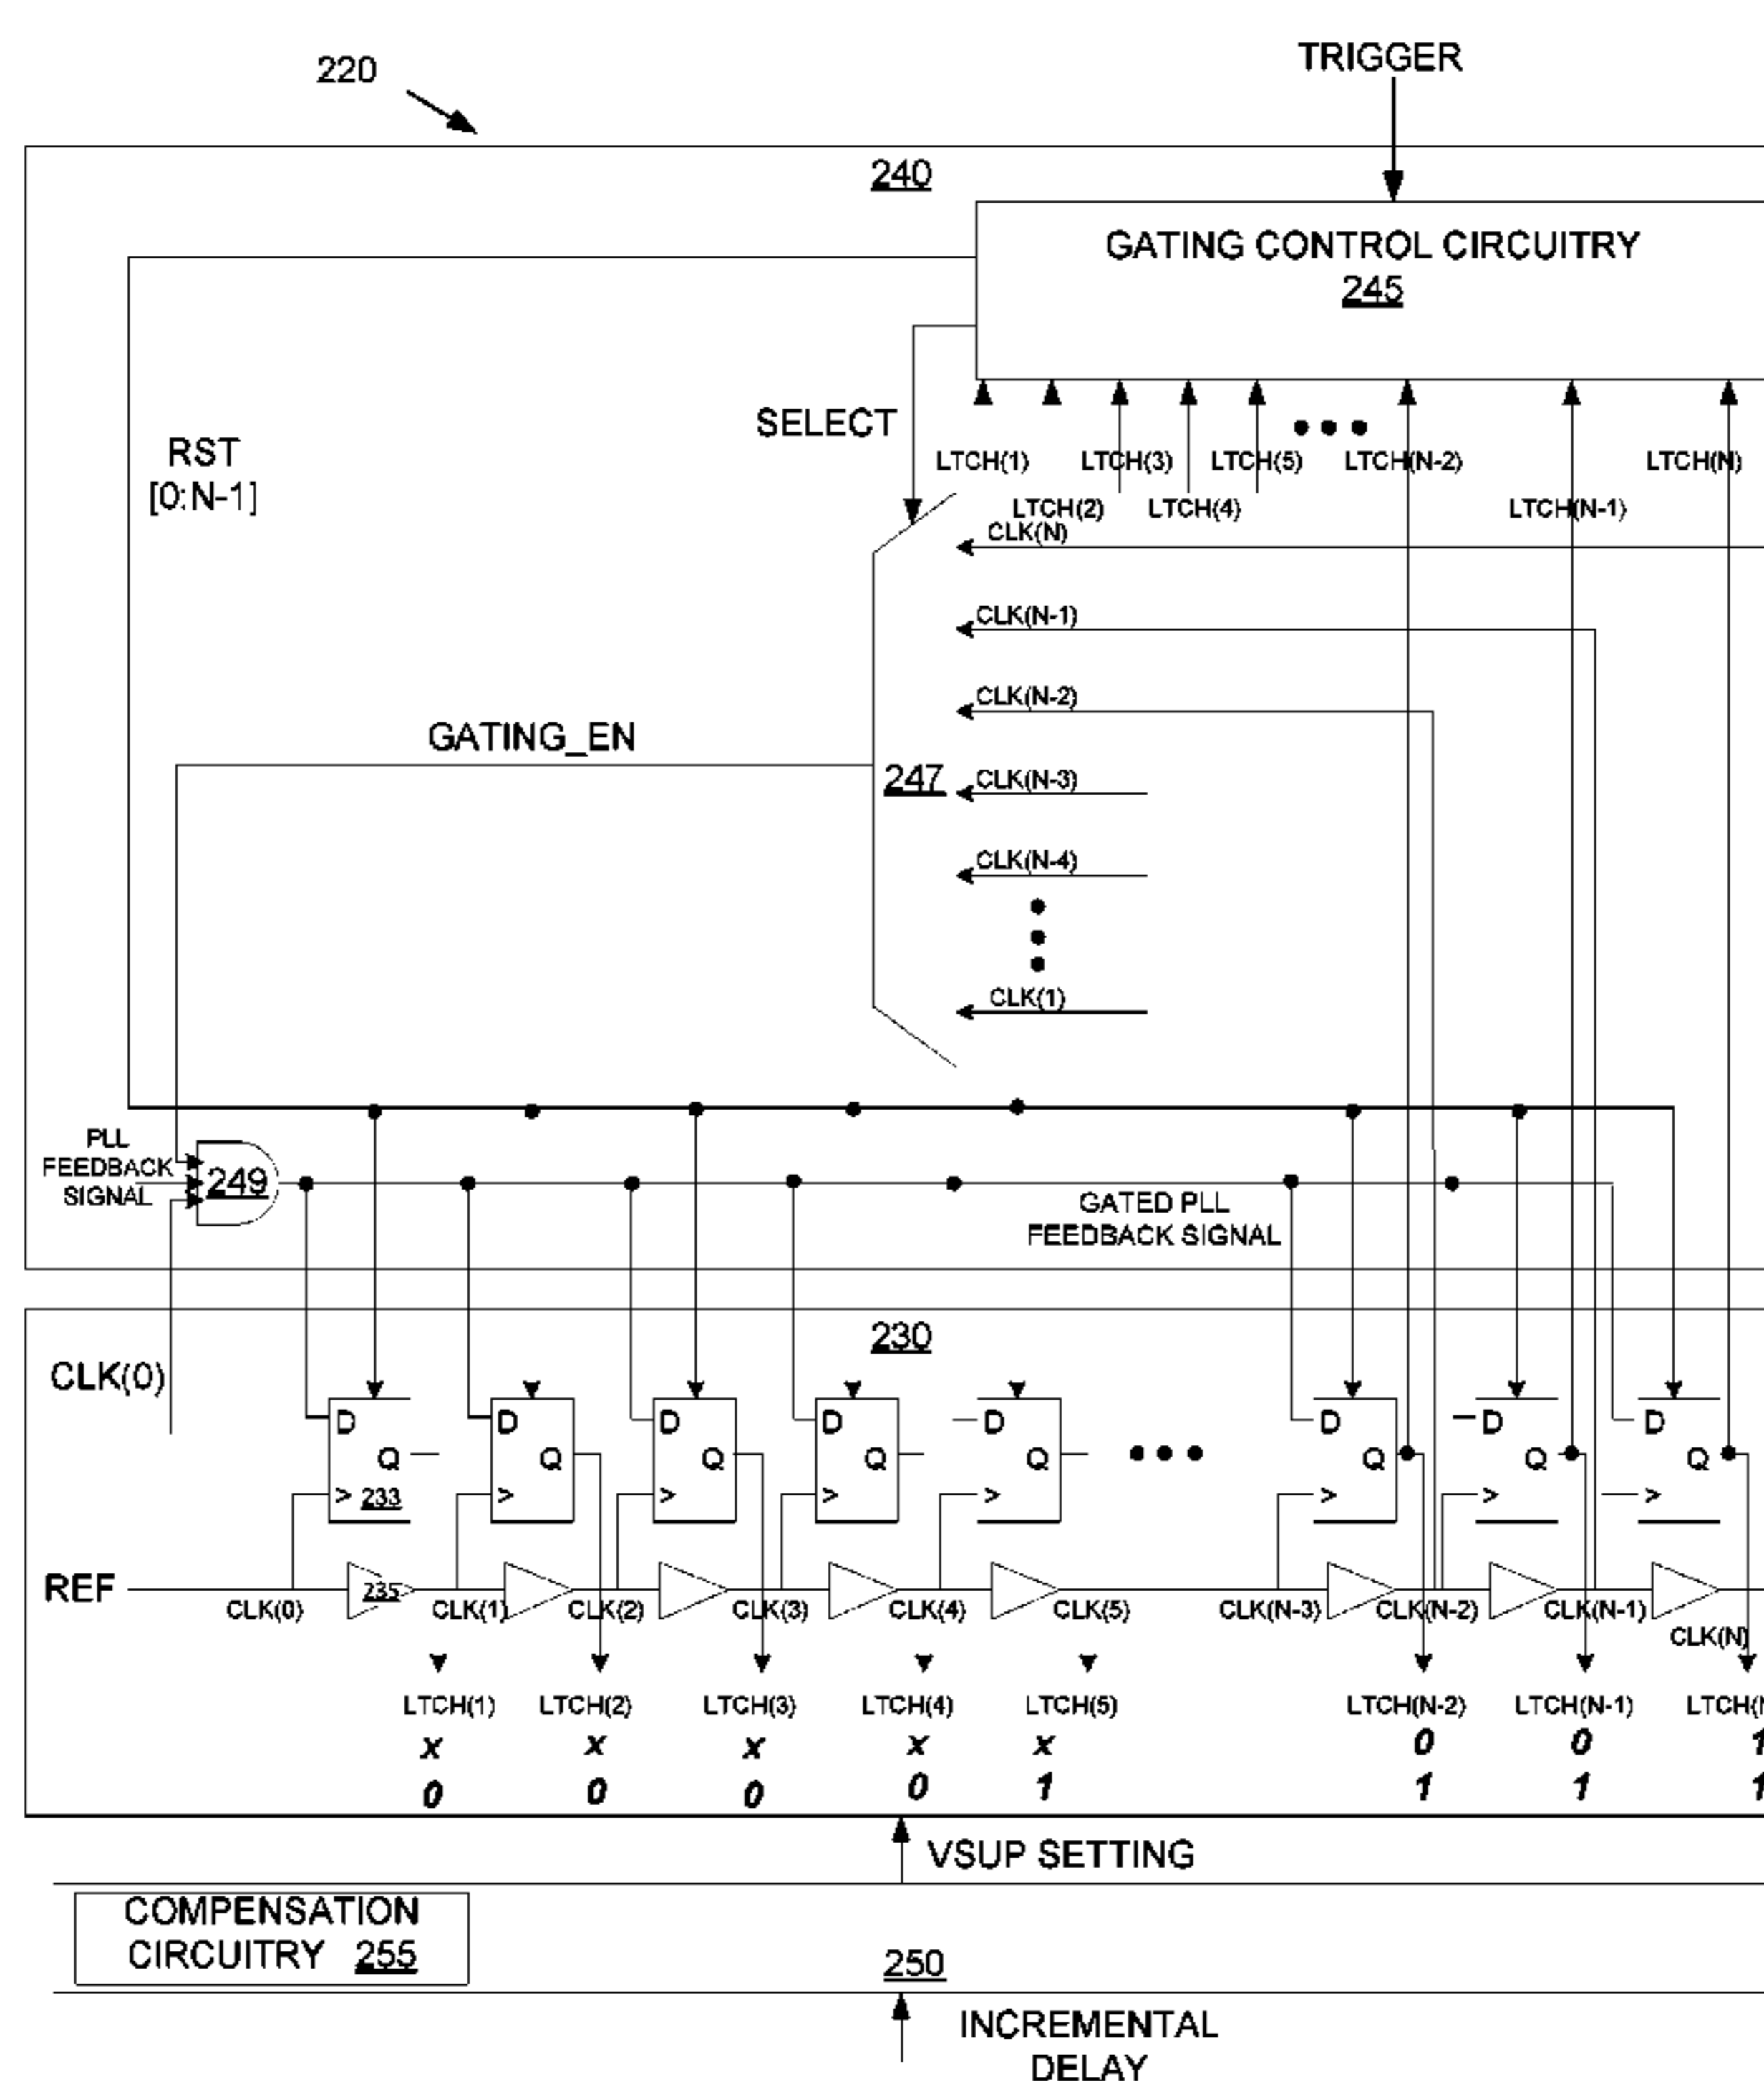 220
TRIGGER
240
GATING CONTROL CIRCUITRY
245
SELECT
RST
[0:N-1]
LTCH(1) LTCH(3) LTCH(5) LTCH(N-2) LTCH(N)
LTCH(2) LTCH(4) LTCH(N-1)
CLK(N)
CLK(N-1)
CLK(N-2)
GATING_EN
247
CLK(N-3)
CLK(N-4)
CLK(1)
PLL
FEEDBACK
SIGNAL
249
GATED PLL
FEEDBACK SIGNAL
230
CLK(0)
D D D D D D D D
Q Q Q Q Q Q Q Q
> 233 > > > > > > >
REF
235
CLK(0) CLK(1) CLK(2) CLK(3) CLK(4) CLK(5) CLK(N-3) CLK(N-2) CLK(N-1)
CLK(N)
LTCH(1) LTCH(2) LTCH(3) LTCH(4) LTCH(5) LTCH(N-2) LTCH(N-1) LTCH(N
x x x x x 0 0 1
0 0 0 0 1 1 1 1
VSUP SETTING
COMPENSATION
CIRCUITRY 255
250
INCREMENTAL
DELAY